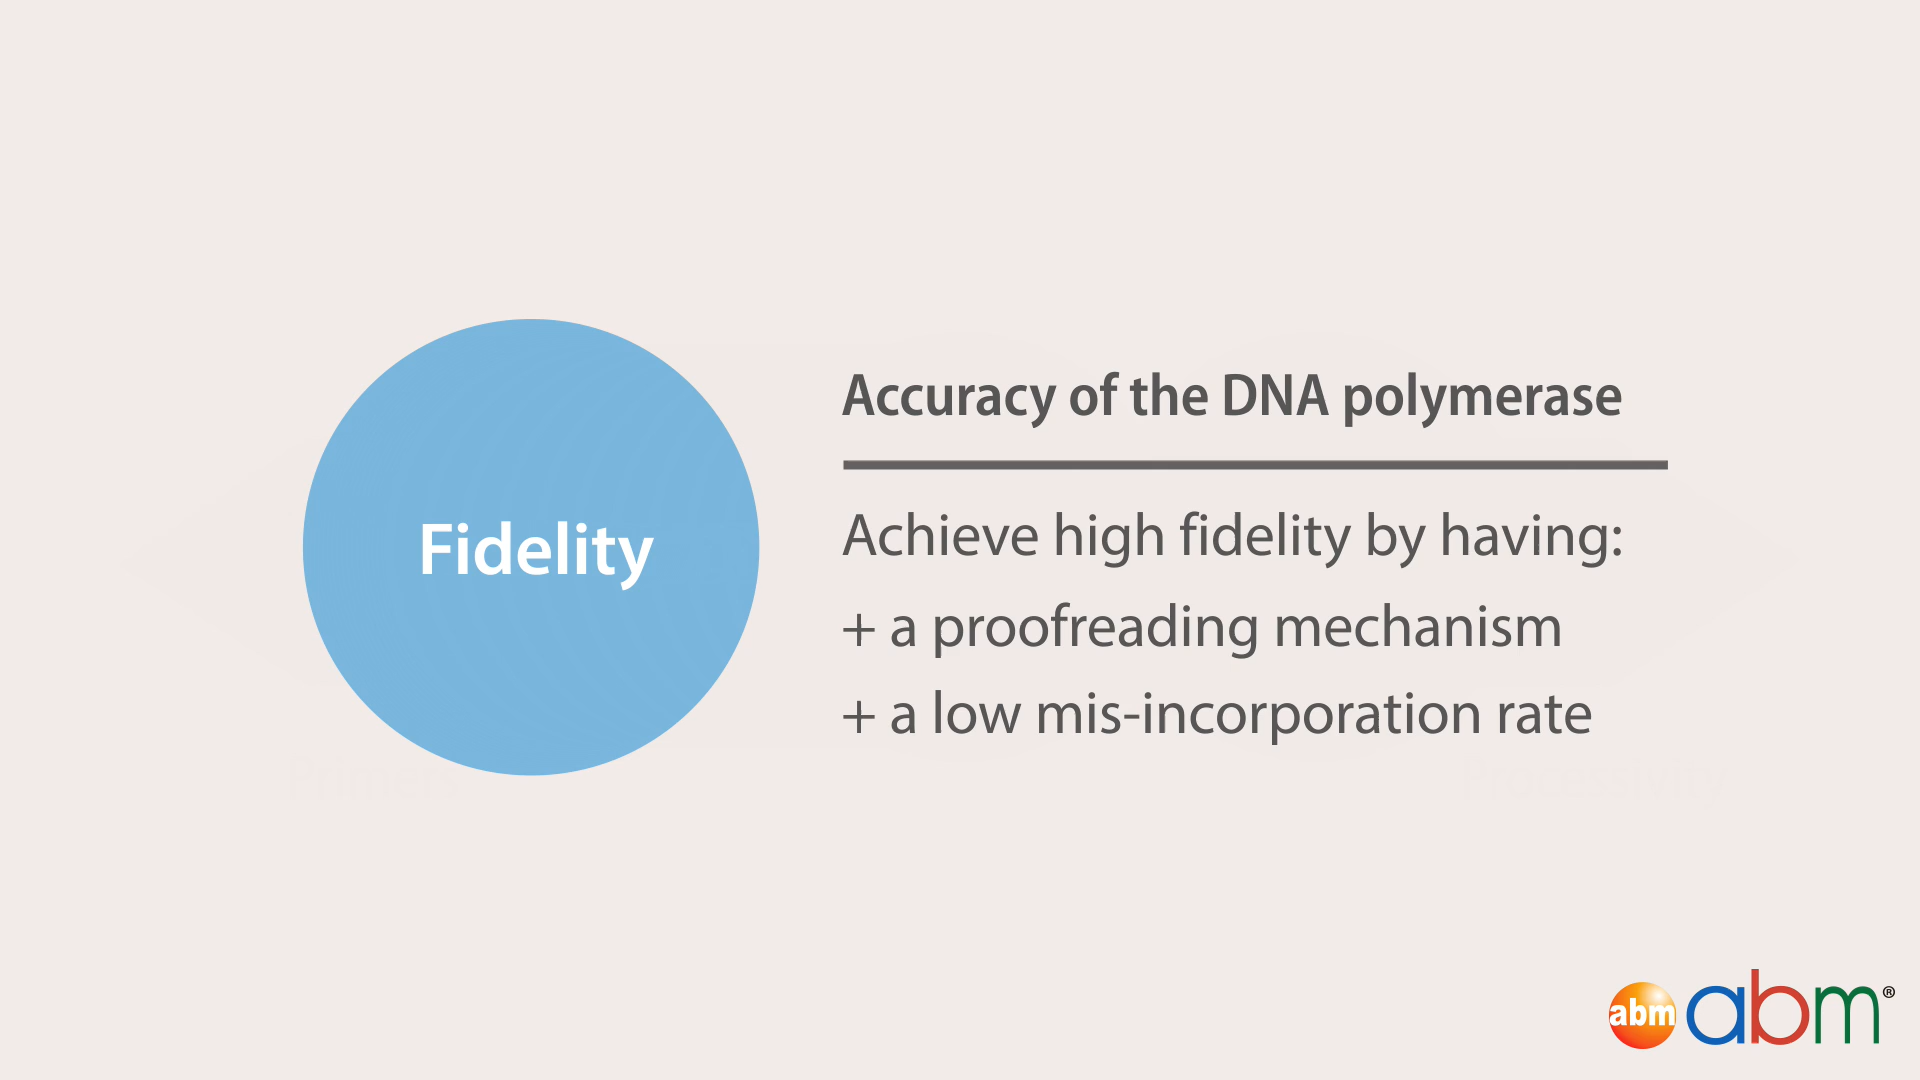 Fidelity
Accuracy of the DNA polymerase
Achieve high fidelity by having:
+ a proofreading mechanism
+ a low mis-incorporation rate
abm abm®